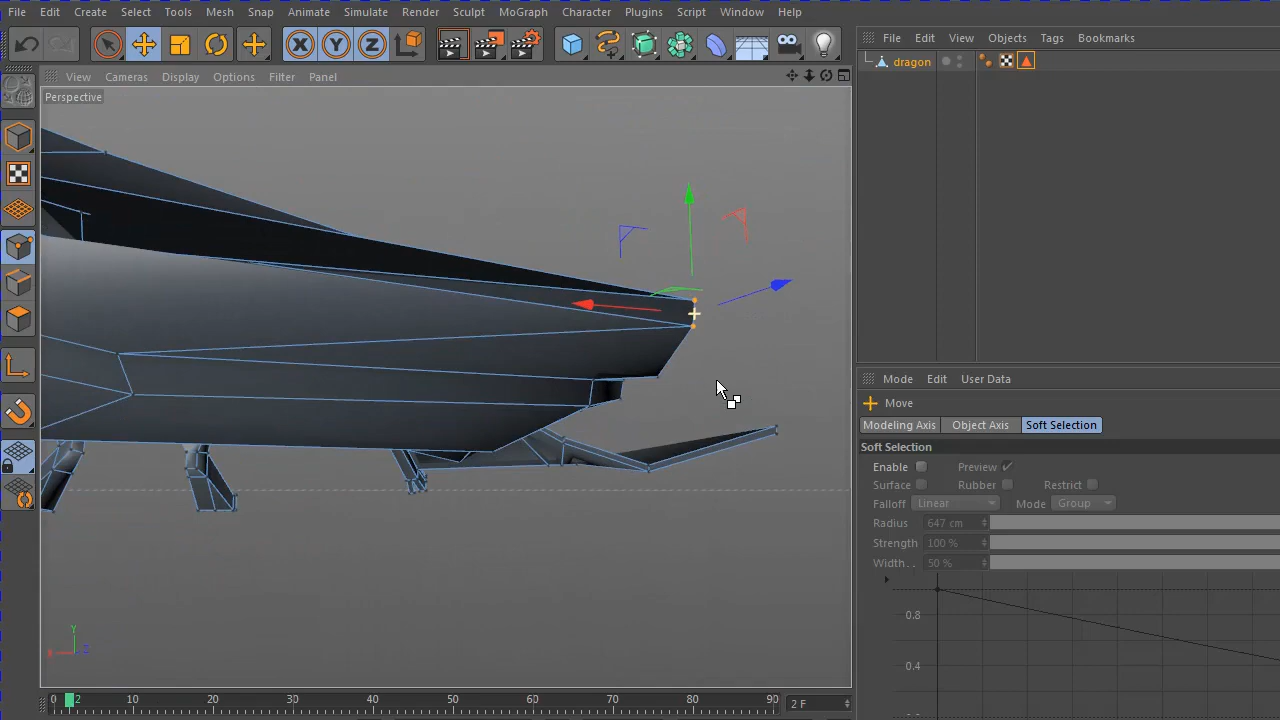 File Edit Create Select Tools Mesh Snap Animate Simulate Render Sculpt MoGraph Character Plugins Script Window Help
X Y Z
File Edit View Objects Tags Bookmarks
dragon
View Cameras Display Options Filter Panel
Perspective
Mode Edit User Data
Move
Modeling Axis Object Axis Soft Selection
Soft Selection
Enable Preview
Surface Rubber Restrict
Falloff Linear Mode Group
Radius 647 cm
Strength 100 %
Width.. 50 %
0.8
0.4
Y
X Z
0 2 10 20 30 40 50 60 70 80 90 2 F